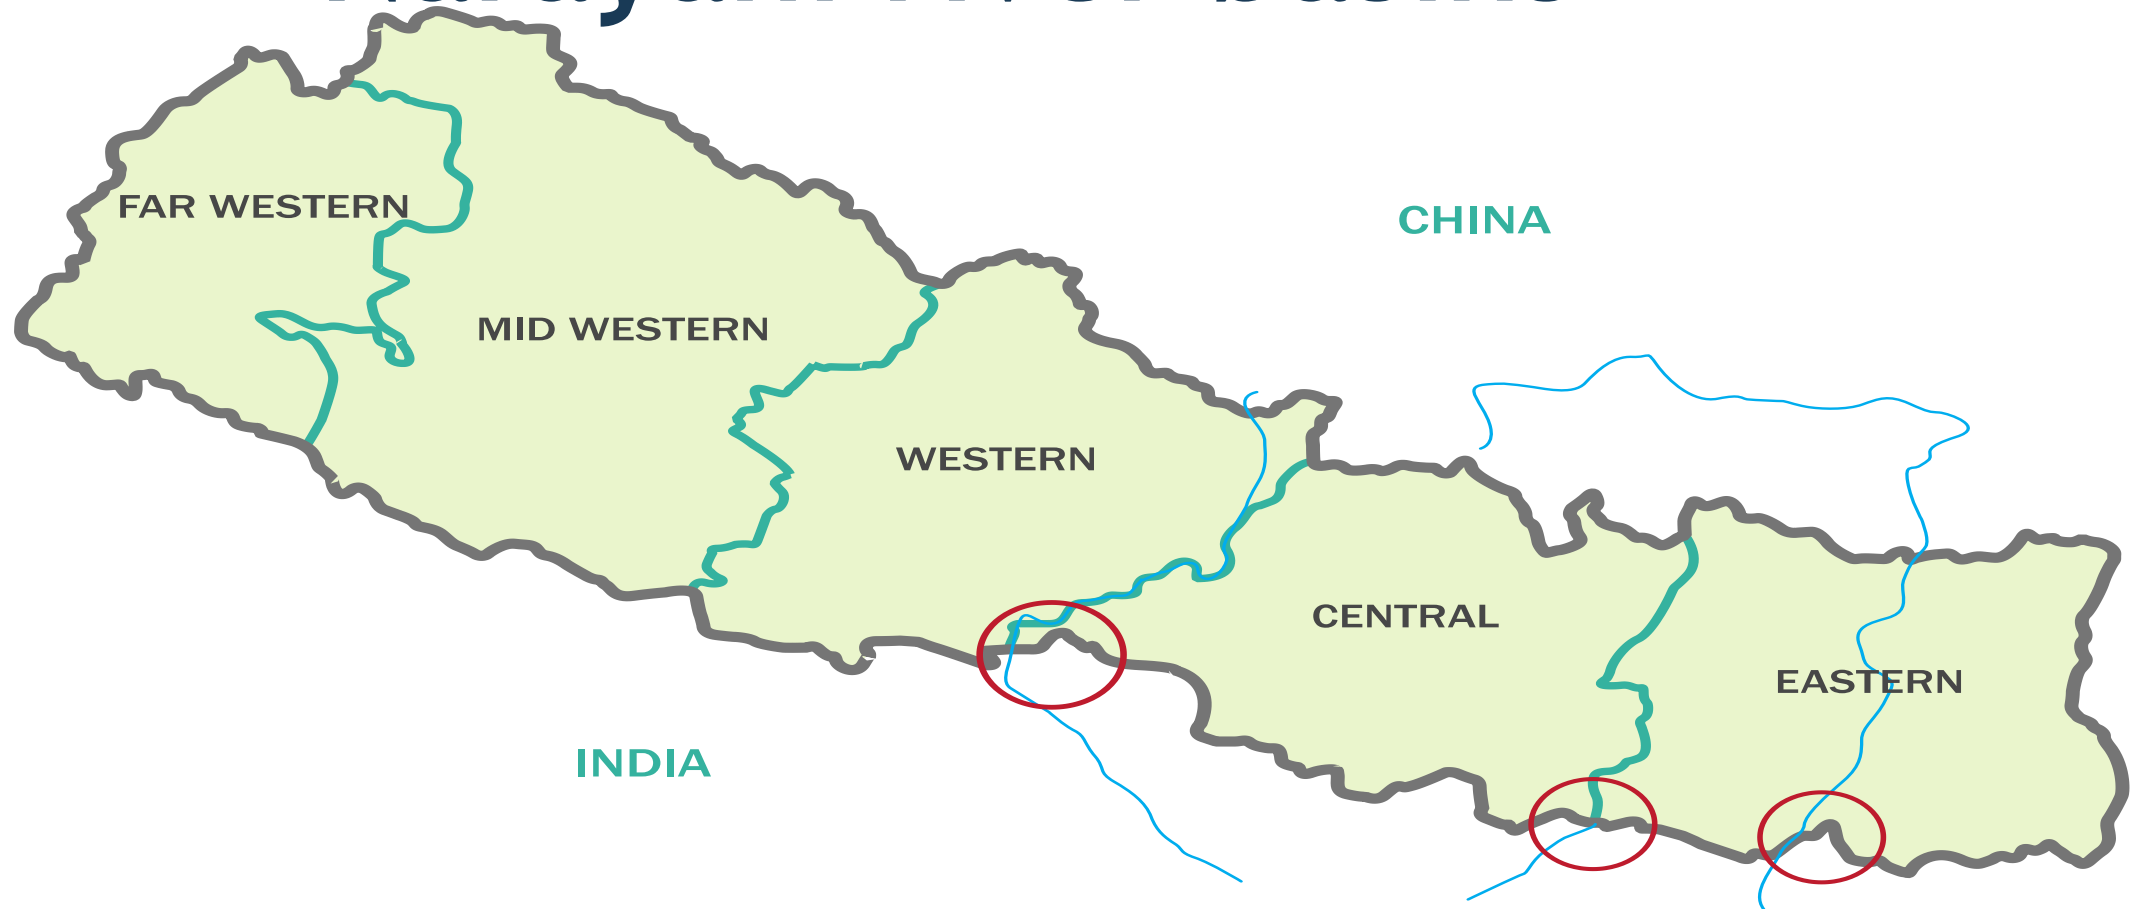 FAR WESTERN
CHINA
MID WESTERN
WESTERN
CENTRAL
EASTERN
INDIA